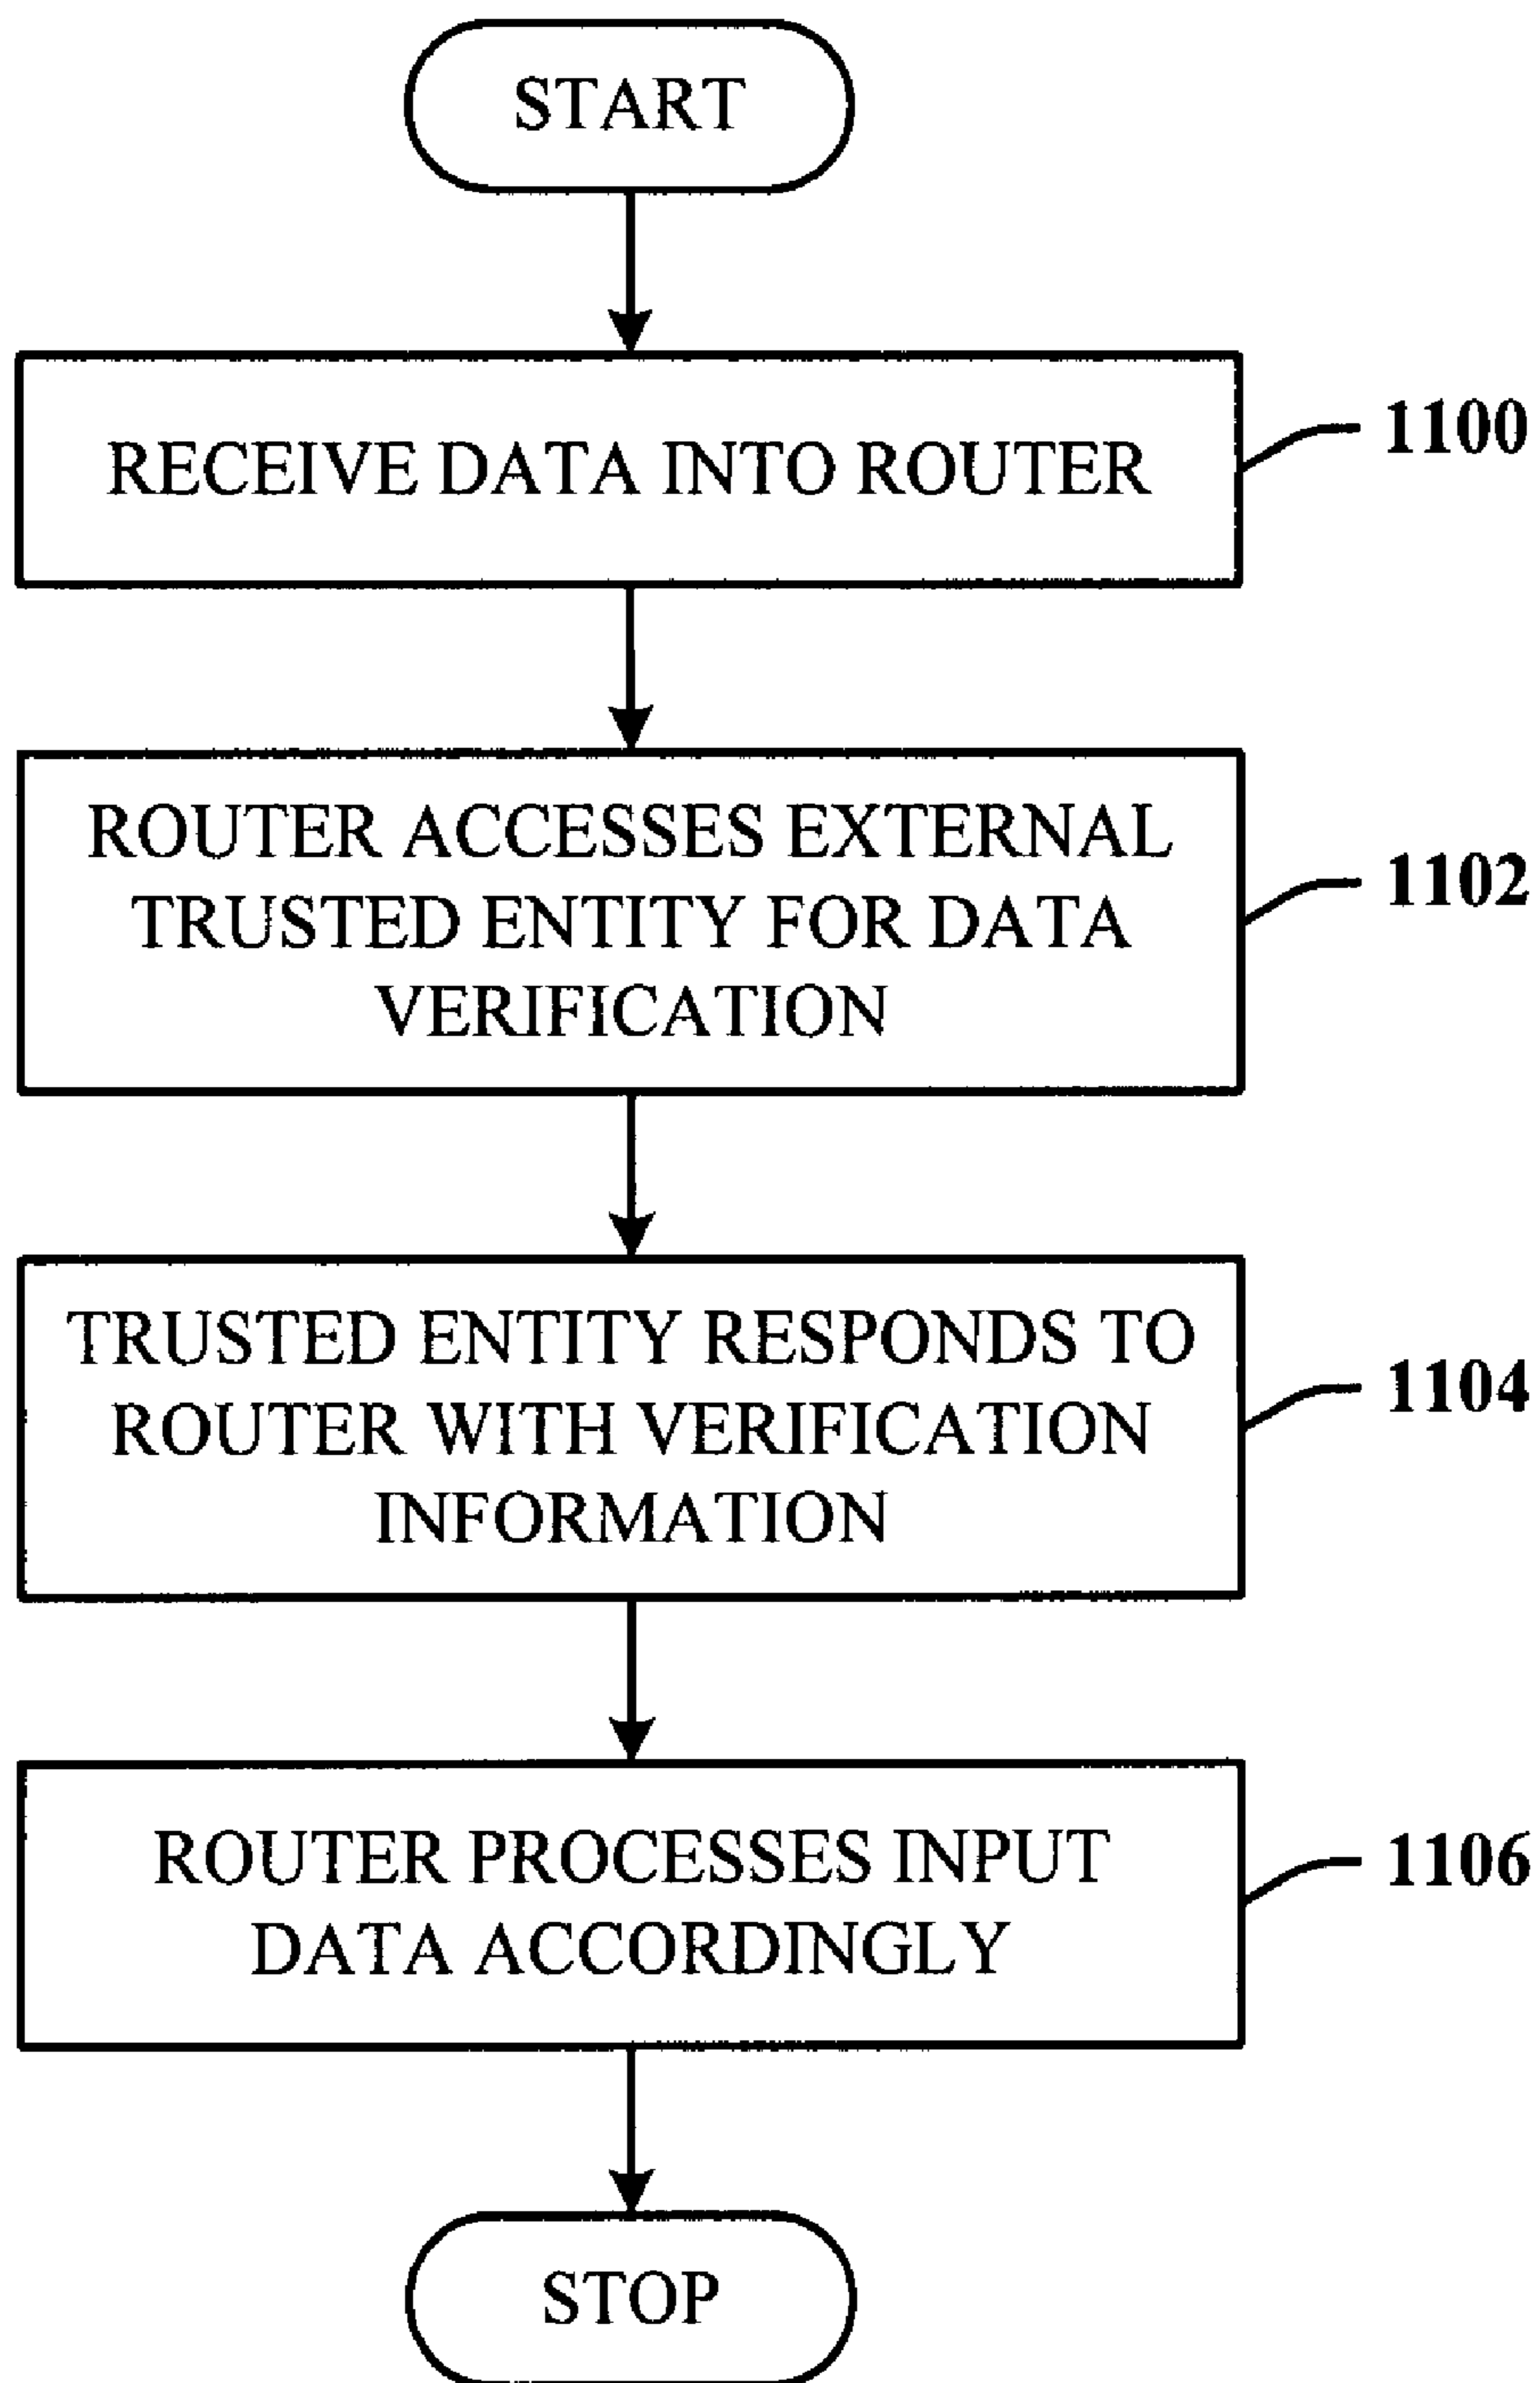 START
RECEIVE DATA INTO ROUTER
1100
ROUTER ACCESSES EXTERNAL
TRUSTED ENTITY FOR DATA
VERIFICATION
1102
TRUSTED ENTITY RESPONDS TO
ROUTER WITH VERIFICATION
INFORMATION
1104
ROUTER PROCESSES INPUT
DATA ACCORDINGLY
1106
STOP